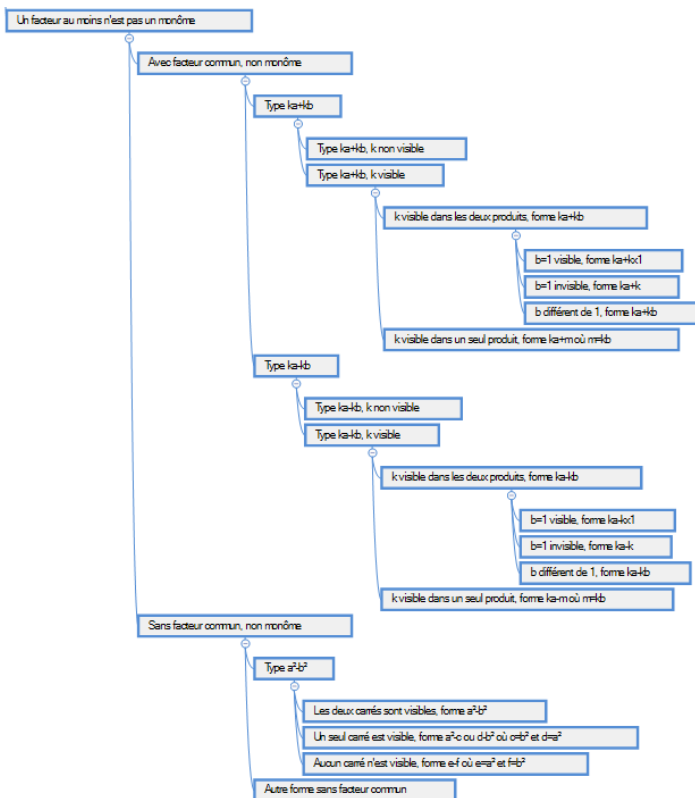 Un facteur au moins n'est pas un monôme
Avec facteur commun, non monôme
Type ka+kb
Type ka+kb, k non visible
Type ka+kb, k visible
k visible dans les deux produits, forme ka+kb
b=1 visible, forme ka+kx1
b=1 invisible, forme ka+k
b différent de 1, forme ka+kb
k visible dans un seul produit, forme ka+m où m=kb
Type ka-kb
Type ka-kb, k non visible
Type ka-kb, k visible
k visible dans les deux produits, forme ka-kb
b=1 visible, forme ka-kx1
b=1 invisible, forme ka-k
b différent de 1, forme ka-kb
k visible dans un seul produit, forme ka-m où m=kb
Sans facteur commun, non monôme
Type a²-b²
Les deux carrés sont visibles, forme a²-b²
Un seul carré est visible, forme a²-c ou d-b² où c=b² et d=a²
Aucun carré n'est visible, forme e-f où e=a² et f=b²
Autre forme sans facteur commun